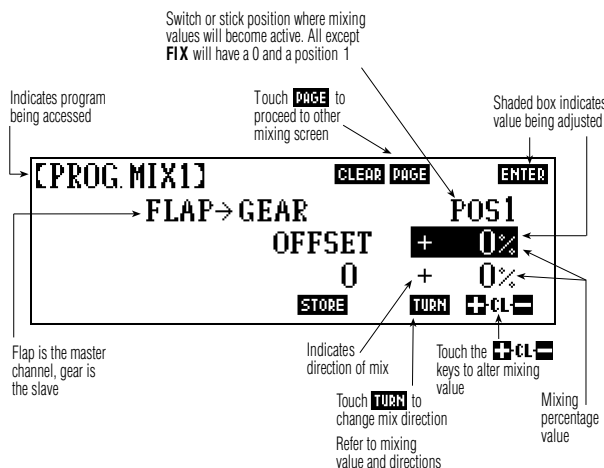 Switch or stick position where mixing
values will become active. All except
FIX will have a 0 and a position 1
Indicates program
being accessed
Touch PAGE to
proceed to other
mixing screen
Shaded box indicates
value being adjusted
[PROG. MIX1] CLEAR PAGE ENTER
FLAP→GEAR POS1
OFFSET + 0%
0 + 0%
STORE TURN +CL-
Flap is the master
channel, gear is
the slave
Indicates
direction of mix
Touch TURN to
change mix direction
Refer to mixing
value and directions
Touch the +CL-
keys to alter mixing
value
Mixing
percentage
value